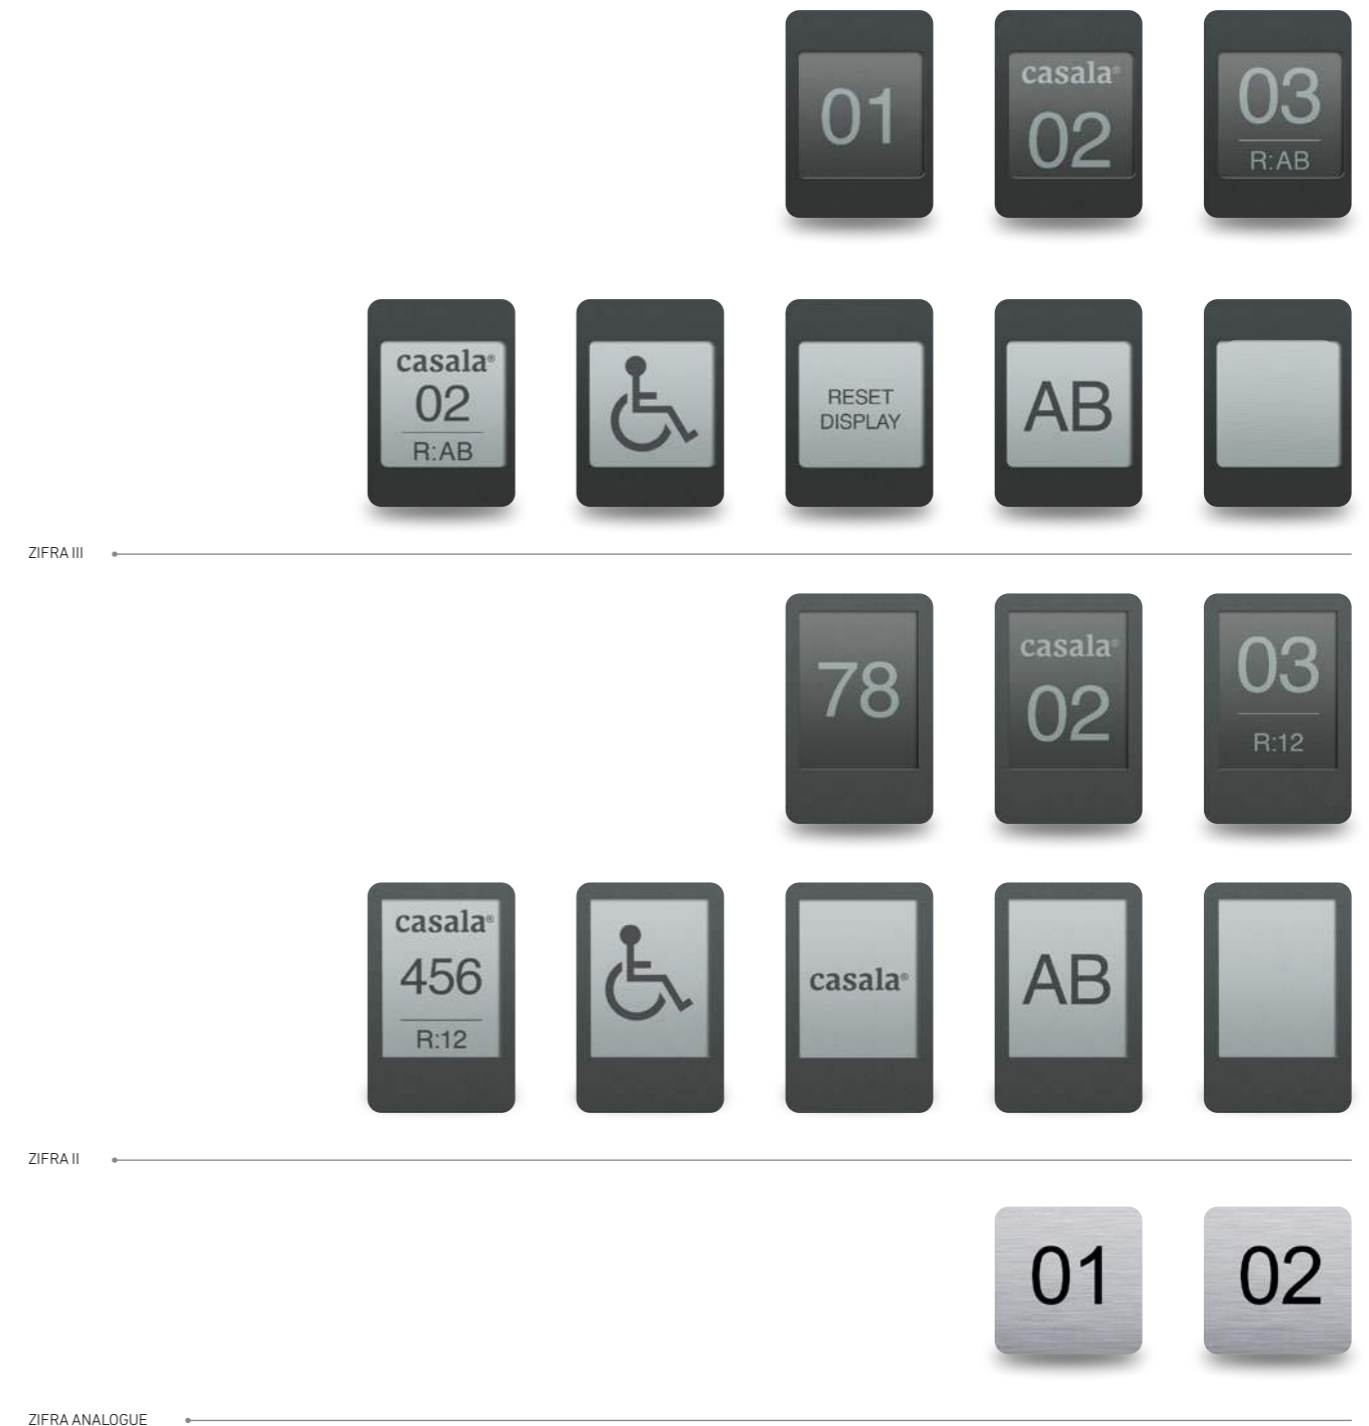 01
casala®
02
03
R:AB
casala®
02
R:AB
RESET
DISPLAY
AB
ZIFRA III
78
casala®
02
03
R:12
casala®
456
R:12
casala®
AB
ZIFRA II
01
02
ZIFRA ANALOGUE